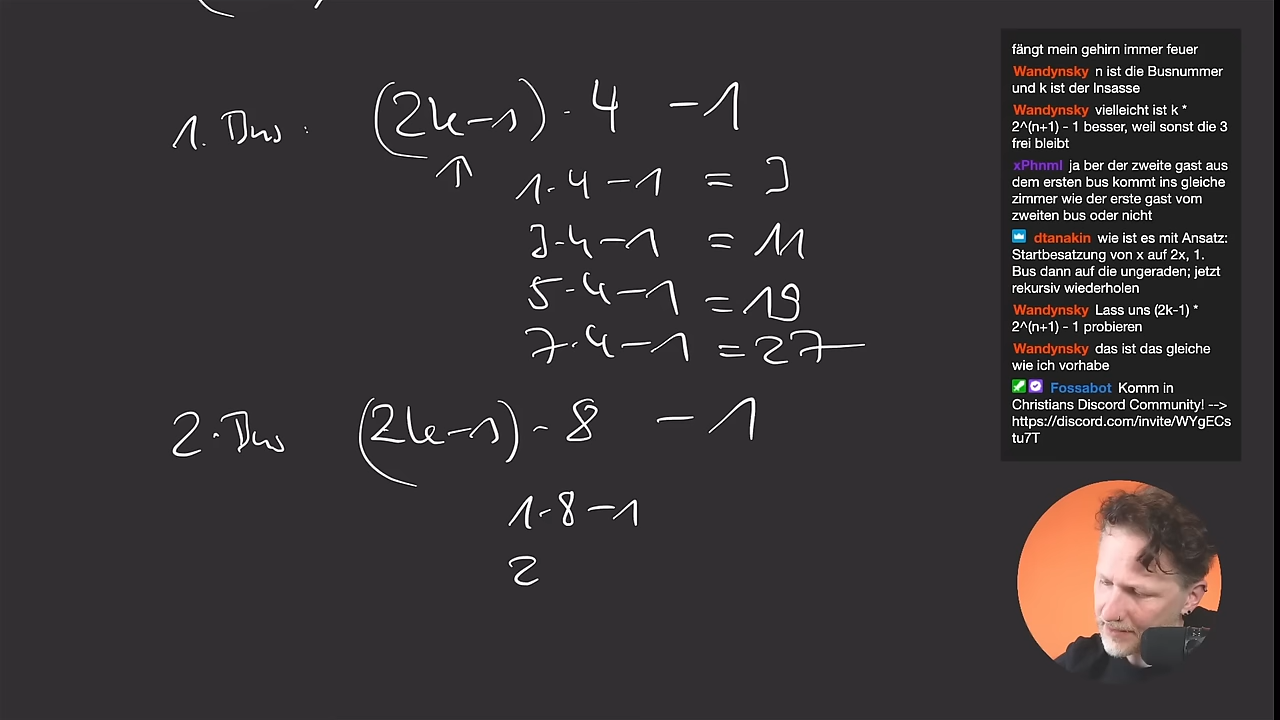 1. Bus: (2k-1) · 4 - 1
↑
1·4-1 = 3
3·4-1 = 11
5·4-1 = 19
7·4-1 = 27
2. Bus (2k-1) · 8 - 1
1·8-1
2
fängt mein gehirn immer feuer
Wandynsky n ist die Busnummer
und k ist der Insasse
Wandynsky vielleicht ist k *
2^(n+1) - 1 besser, weil sonst die 3
frei bleibt
xPhnml ja ber der zweite gast aus
dem ersten bus kommt ins gleiche
zimmer wie der erste gast vom
zweiten bus oder nicht
dtanakin wie ist es mit Ansatz:
Startbesatzung von x auf 2x, 1.
Bus dann auf die ungeraden; jetzt
rekursiv wiederholen
Wandynsky Lass uns (2k-1) *
2^(n+1) - 1 probieren
Wandynsky das ist das gleiche
wie ich vorhabe
Fossabot Komm in
Christians Discord Community! -->
https://discord.com/invite/WYgECs
tu7T